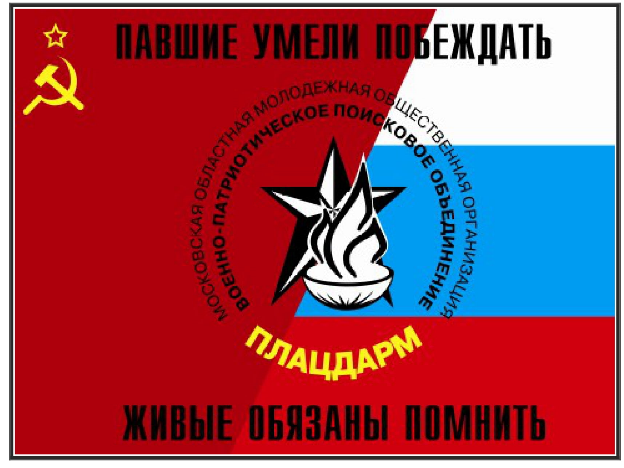 ПАВШИЕ УМЕЛИ ПОБЕЖДАТЬ
МОСКОВСКАЯ ОБЛАСТНАЯ МОЛОДЕЖНАЯ ОБЩЕСТВЕННАЯ ОРГАНИЗАЦИЯ
ВОЕННО-ПАТРИОТИЧЕСКОЕ ПОИСКОВОЕ ОБЪЕДИНЕНИЕ
ПЛАЦДАРМ
ЖИВЫЕ ОБЯЗАНЫ ПОМНИТЬ